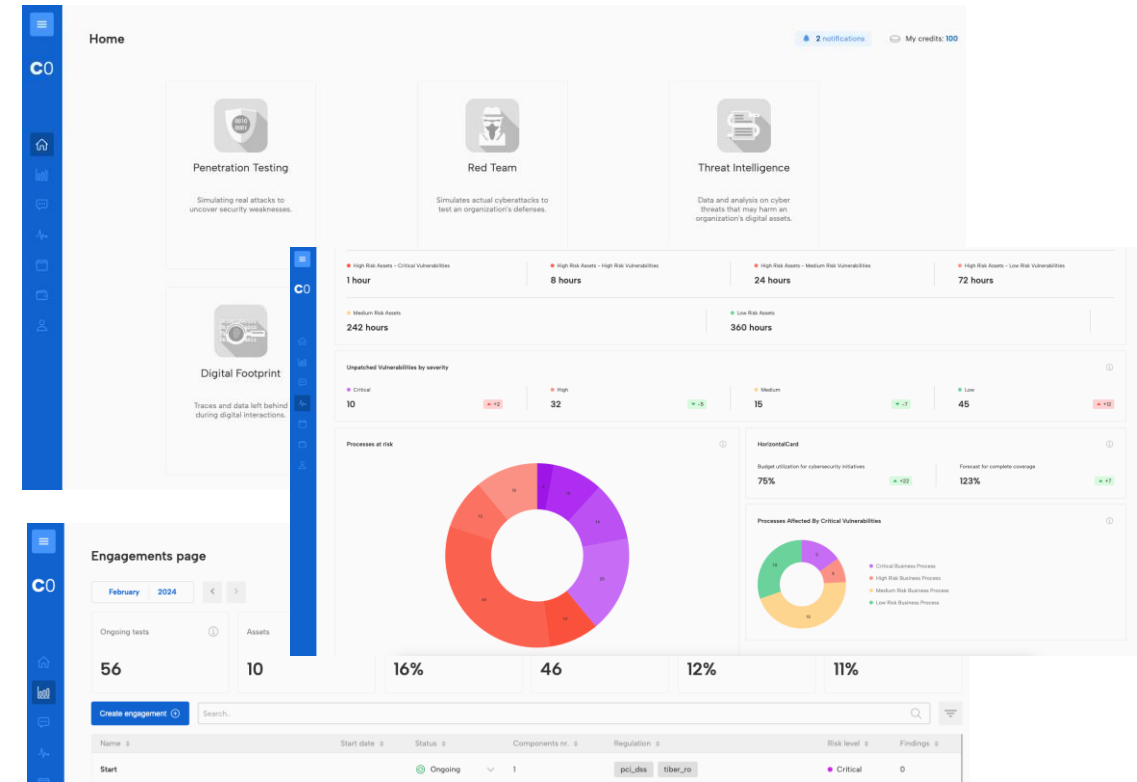 Home
2 notifications
My credits: 100
C0
Penetration Testing
Simulating real attacks to
uncover security weaknesses.
Red Team
Simulates actual cyberattacks to
test an organization's defenses.
Threat Intelligence
Data and analysis on cyber
threats that may harm an
organization's digital assets.
Digital Footprint
Traces and data left behind
during digital interactions.
C0
High Risk Assets - Critical Vulnerabilities
1 hour
High Risk Assets - High Risk Vulnerabilities
8 hours
High Risk Assets - Medium Risk Vulnerabilities
24 hours
High Risk Assets - Low Risk Vulnerabilities
72 hours
Medium Risk Assets
242 hours
Low Risk Assets
360 hours
Unpatched Vulnerabilities by severity
Critical
10
+2
High
32
-5
Medium
15
-7
Low
45
+12
Processes at risk
HorizontalCard
Budget utilization for cybersecurity initiatives
75%
+22
Forecast for complete coverage
123%
+7
Processes Affected By Critical Vulnerabilities
Critical Business Process
High Risk Business Process
Medium Risk Business Process
Low Risk Business Process
C0
Engagements page
February 2024
Ongoing tests
56
Assets
10
16%
46
12%
11%
Create engagement
Search..
Name Start date Status Components nr. Regulation Risk level Findings
Start Ongoing 1 pci_dss tiber_ro Critical 0